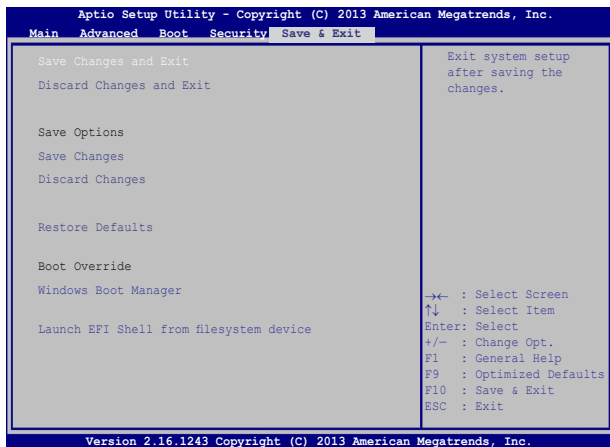 Aptio Setup Utility - Copyright (C) 2013 American Megatrends, Inc.
Main Advanced Boot Security Save & Exit
Save Changes and Exit
Discard Changes and Exit
Save Options
Save Changes
Discard Changes
Restore Defaults
Boot Override
Windows Boot Manager
Launch EFI Shell from filesystem device
Exit system setup
after saving the
changes.
→← : Select Screen
↑↓ : Select Item
Enter: Select
+/— : Change Opt.
F1 : General Help
F9 : Optimized Defaults
F10 : Save & Exit
ESC : Exit
Version 2.16.1243 Copyright (C) 2013 American Megatrends, Inc.